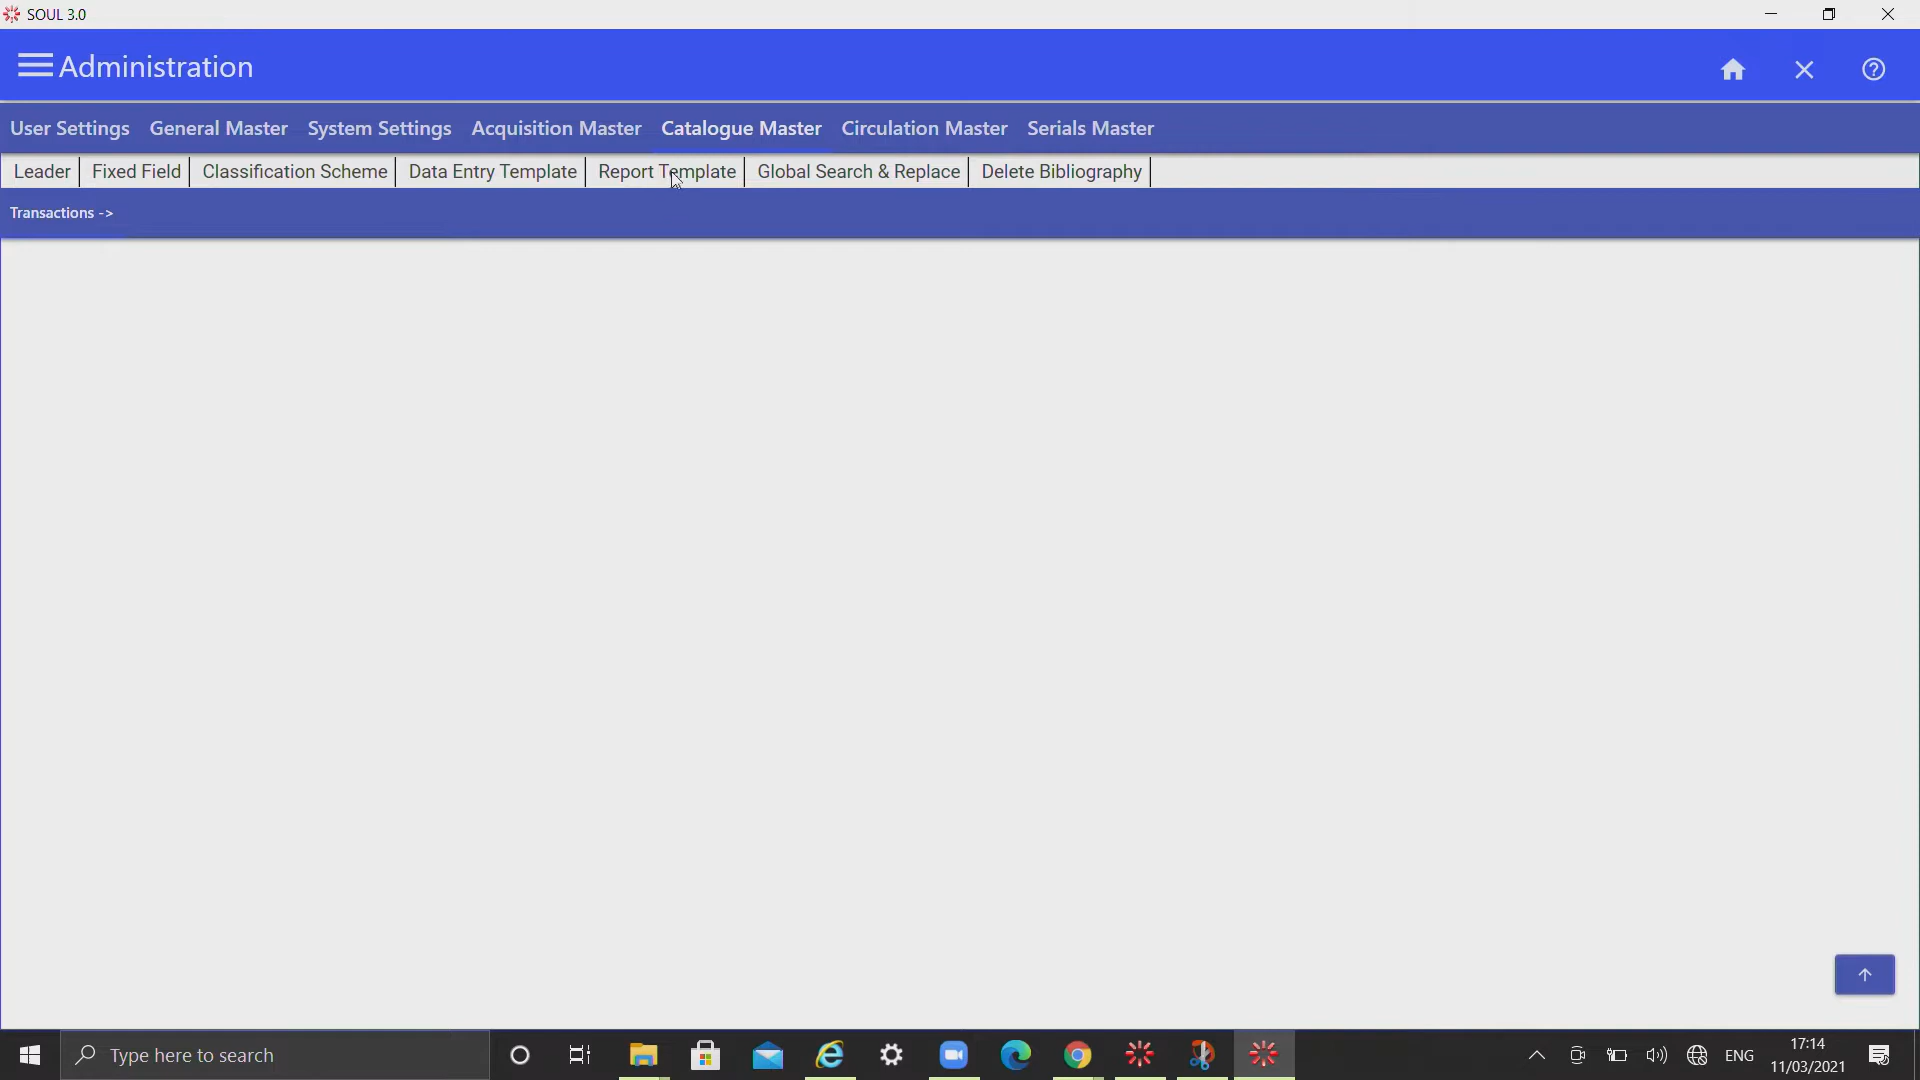 SOUL 3.0
Administration
User Settings General Master System Settings Acquisition Master Catalogue Master Circulation Master Serials Master
Leader Fixed Field Classification Scheme Data Entry Template Report Template Global Search & Replace Delete Bibliography
Transactions ->
Type here to search
ENG
17:14
11/03/2021